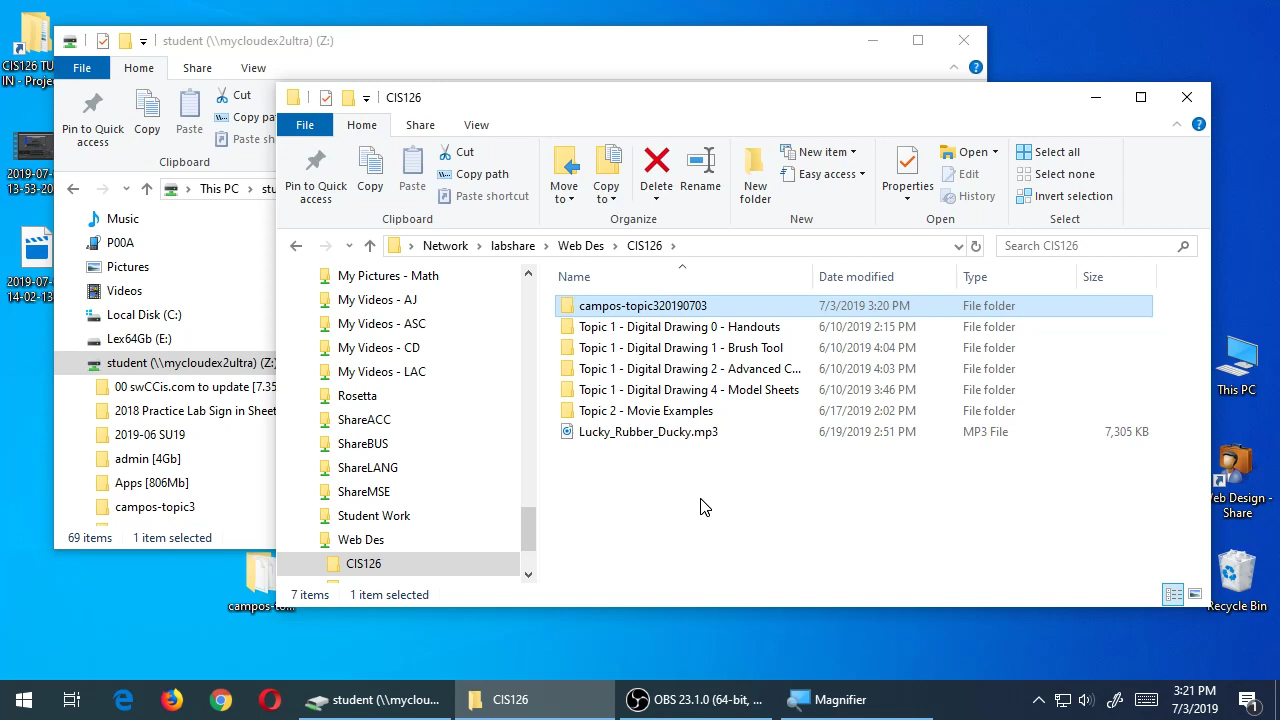 CIS126 TU
IN - Proje
2019-07-
13-53-20
2019-07-
14-02-13
student (\\mycloudex2ultra) (Z:)
File
Home
Share
View
Pin to Quick
access
Copy
Paste
Cut
Copy pa
Paste sh
Clipboard
This PC
stu
Music
P00A
Pictures
Videos
Local Disk (C:)
Lex64Gb (E:)
student (\\mycloudex2ultra) (Z:)
00 swCCis.com to update [7.35
2018 Practice Lab Sign in Sheet
2019-06 SU19
admin [4Gb]
Apps [806Mb]
campos-topic3
69 items
1 item selected
CIS126
File
Home
Share
View
Pin to Quick
access
Copy
Paste
Cut
Copy path
Paste shortcut
Clipboard
Move
to
Copy
to
Delete
Rename
Organize
New
folder
New item
Easy access
New
Properties
Open
Edit
History
Open
Select all
Select none
Invert selection
Select
Network
labshare
Web Des
CIS126
Search CIS126
My Pictures - Math
My Videos - AJ
My Videos - ASC
My Videos - CD
My Videos - LAC
Rosetta
ShareACC
ShareBUS
ShareLANG
ShareMSE
Student Work
Web Des
CIS126
Name Date modified Type Size
campos-topic320190703 7/3/2019 3:20 PM File folder
Topic 1 - Digital Drawing 0 - Handouts 6/10/2019 2:15 PM File folder
Topic 1 - Digital Drawing 1 - Brush Tool 6/10/2019 4:04 PM File folder
Topic 1 - Digital Drawing 2 - Advanced C... 6/10/2019 4:03 PM File folder
Topic 1 - Digital Drawing 4 - Model Sheets 6/10/2019 3:46 PM File folder
Topic 2 - Movie Examples 6/17/2019 2:02 PM File folder
Lucky_Rubber_Ducky.mp3 6/19/2019 2:51 PM MP3 File 7,305 KB
7 items
1 item selected
campos-to...
This PC
Web Design -
Share
Recycle Bin
student (\\myclou...
CIS126
OBS 23.1.0 (64-bit, ...
Magnifier
3:21 PM
7/3/2019
1